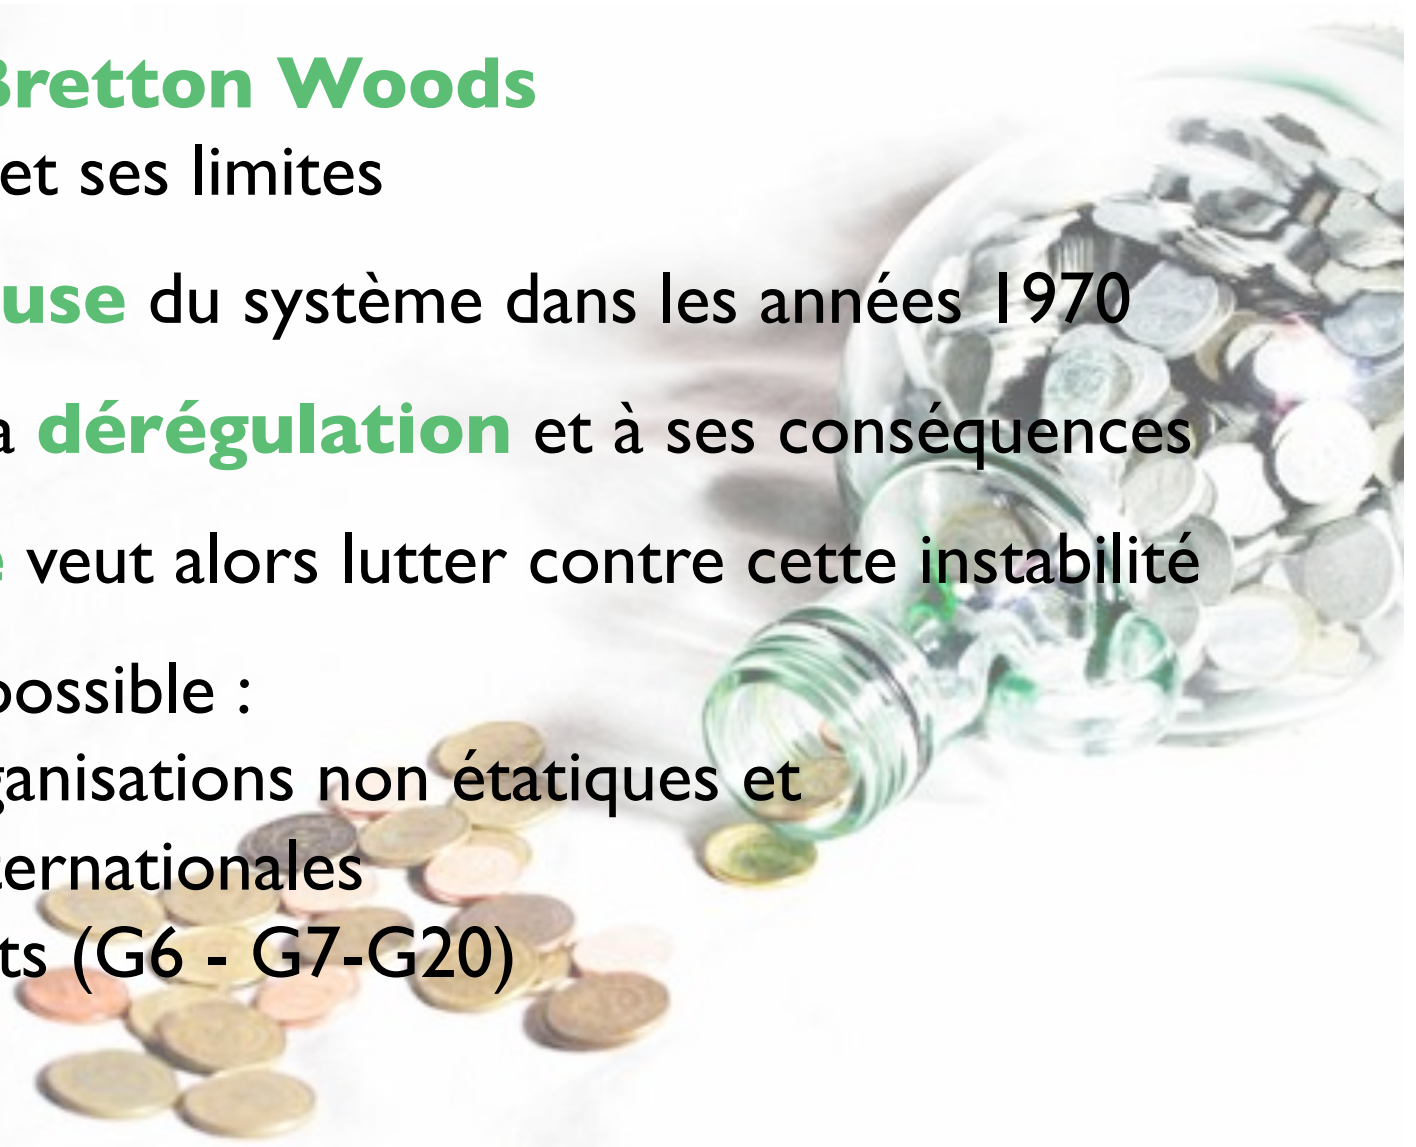 Bretton Woods
et ses limites
use du système dans les années 1970
a dérégulation et à ses conséquences
e veut alors lutter contre cette instabilité
possible :
ganisations non étatiques et
ternationales
ts (G6 - G7-G20)